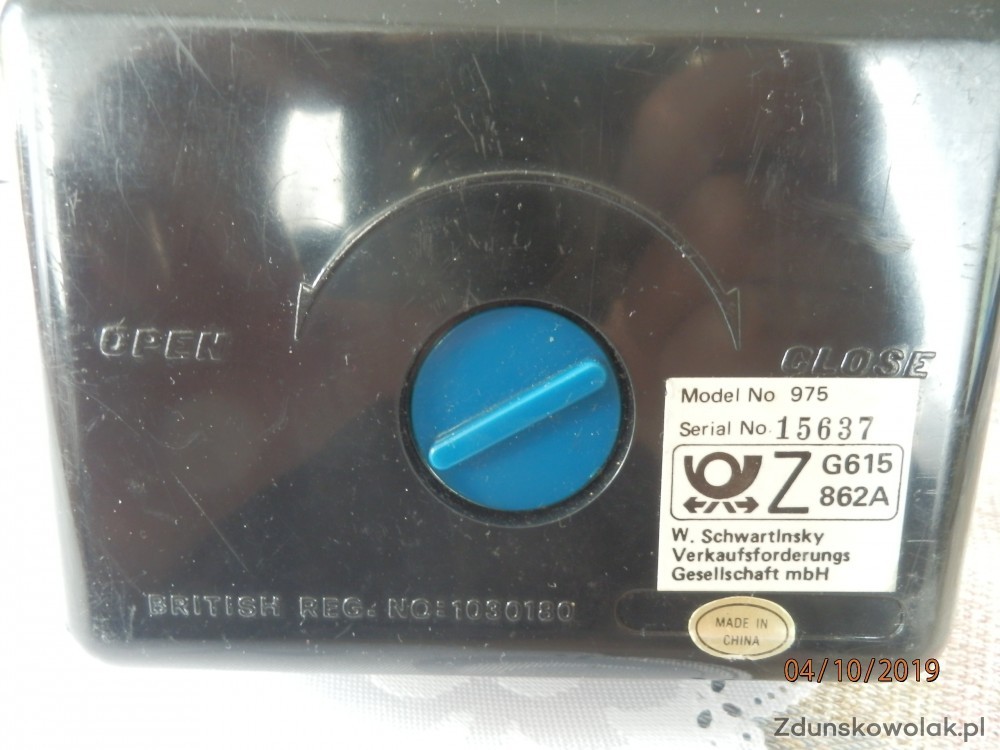 OPEN
CLOSE
Model No 975
Serial No. 15637
Z G615
862A
W. SchwartInsky
Verkaufsforderungs
Gesellschaft mbH
BRITISH REG. NO:1030180
MADE IN
CHINA
04/10/2019
Zdunskowolak.pl